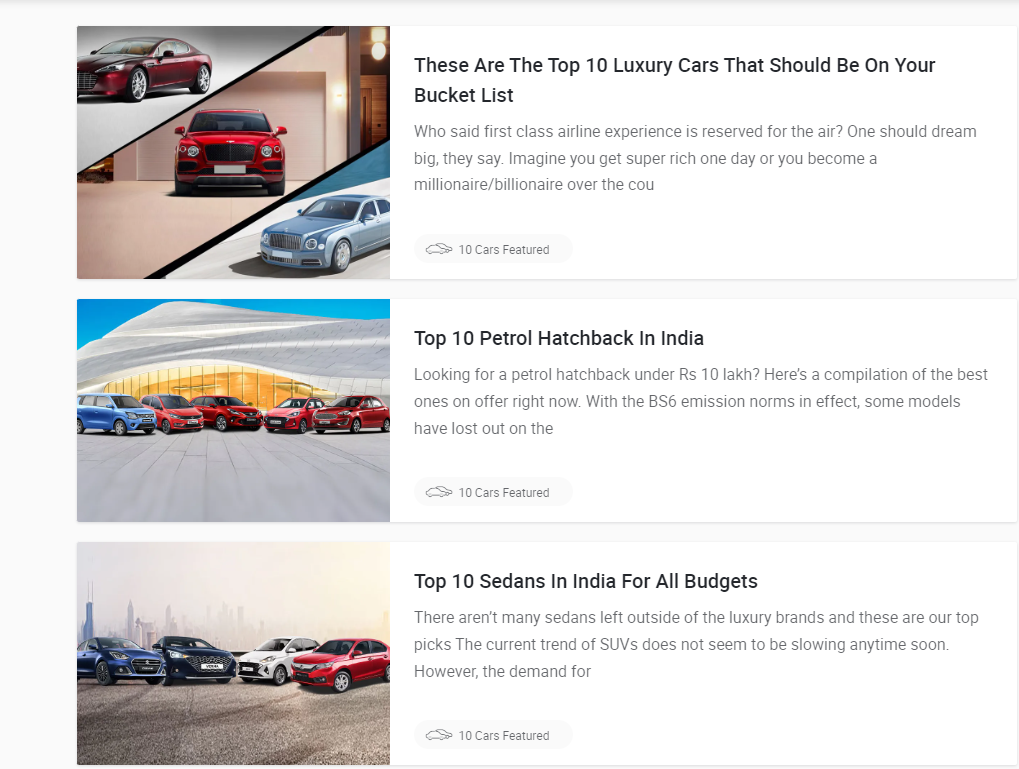 These Are The Top 10 Luxury Cars That Should Be On Your
Bucket List
Who said first class airline experience is reserved for the air? One should dream
big, they say. Imagine you get super rich one day or you become a
millionaire/billionaire over the cou
10 Cars Featured
Top 10 Petrol Hatchback In India
Looking for a petrol hatchback under Rs 10 lakh? Here’s a compilation of the best
ones on offer right now. With the BS6 emission norms in effect, some models
have lost out on the
10 Cars Featured
Top 10 Sedans In India For All Budgets
There aren’t many sedans left outside of the luxury brands and these are our top
picks The current trend of SUVs does not seem to be slowing anytime soon.
However, the demand for
10 Cars Featured